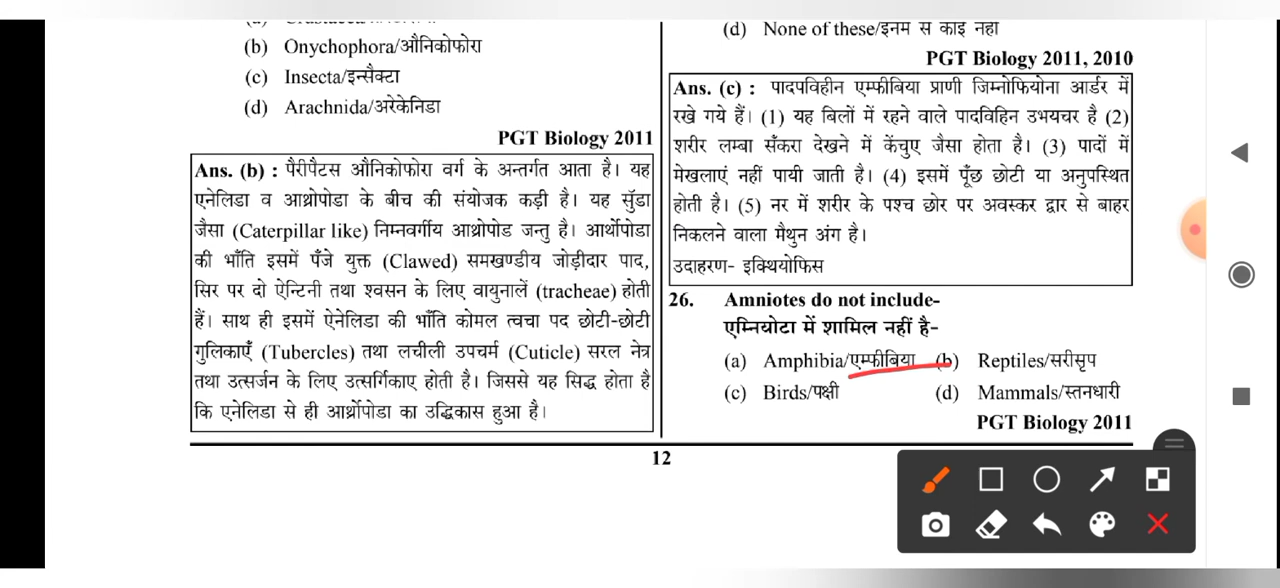 (b) Onychophora/औनिकोफोरा
(c) Insecta/इन्सैक्टा
(d) Arachnida/अरेकेनिडा
PGT Biology 2011
Ans. (b) : पैरीपैटस औनिकोफोरा वर्ग के अन्तर्गत आता है। यह
एनेलिडा व आथ्रोपोडा के बीच की संयोजक कड़ी है। यह सुँडा
जैसा (Caterpillar like) निम्नवर्गीय आथ्रोपोड जन्तु है। आर्थोपोडा
की भाँति इसमें पँजे युक्त (Clawed) समखण्डीय जोड़ीदार पाद,
सिर पर दो ऐन्टिनी तथा श्वसन के लिए वायुनालें (tracheae) होती
हैं। साथ ही इसमें ऐनेलिडा की भाँति कोमल त्वचा पद छोटी-छोटी
गुलिकाएँ (Tubercles) तथा लचीली उपचर्म (Cuticle) सरल नेत्र
तथा उत्सर्जन के लिए उत्सर्गिकाए होती है। जिससे यह सिद्ध होता है
कि एनेलिडा से ही आर्थ्रोपोडा का उद्धिकास हुआ है।
(d) None of these/इनम से कोई नहीं
PGT Biology 2011, 2010
Ans. (c) : पादपविहीन एम्फीबिया प्राणी जिम्नोफियोना आर्डर में
रखे गये हैं। (1) यह बिलों में रहने वाले पादविहिन उभयचर है (2)
शरीर लम्बा सँकरा देखने में केंचुए जैसा होता है। (3) पादों में
मेखलाएं नहीं पायी जाती है। (4) इसमें पूँछ छोटी या अनुपस्थित
होती है। (5) नर में शरीर के पश्च छोर पर अवस्कर द्वार से बाहर
निकलने वाला मैथुन अंग है।
उदाहरण- इक्थियोफिस
26. Amniotes do not include-
एम्नियोटा में शामिल नहीं है-
(a) Amphibia/एम्फीबिया (b) Reptiles/सरीसृप
(c) Birds/पक्षी (d) Mammals/स्तनधारी
PGT Biology 2011
12